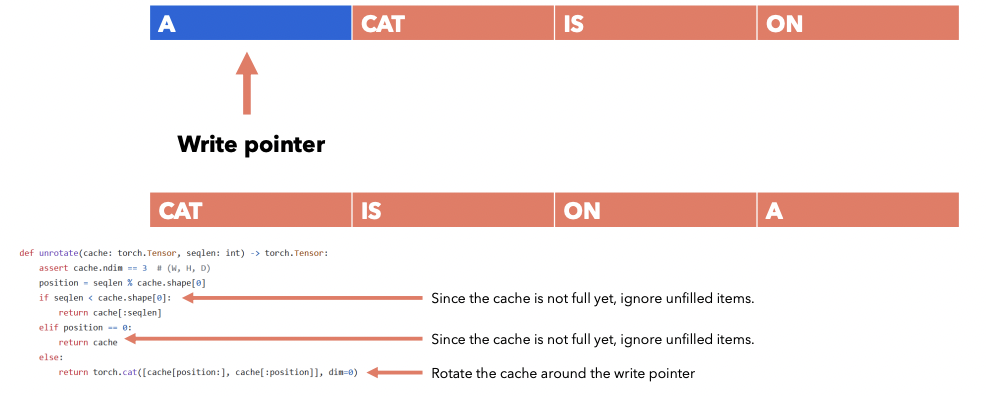 A CAT IS ON
Write pointer
CAT IS ON A
def unrotate(cache: torch.Tensor, seqlen: int) -> torch.Tensor:
    assert cache.ndim == 3  # (W, H, D)
    position = seqlen % cache.shape[0]
    if seqlen < cache.shape[0]:
Since the cache is not full yet, ignore unfilled items.
        return cache[:seqlen]
    elif position == 0:
        return cache
Since the cache is not full yet, ignore unfilled items.
    else:
        return torch.cat([cache[position:], cache[:position]], dim=0)
Rotate the cache around the write pointer